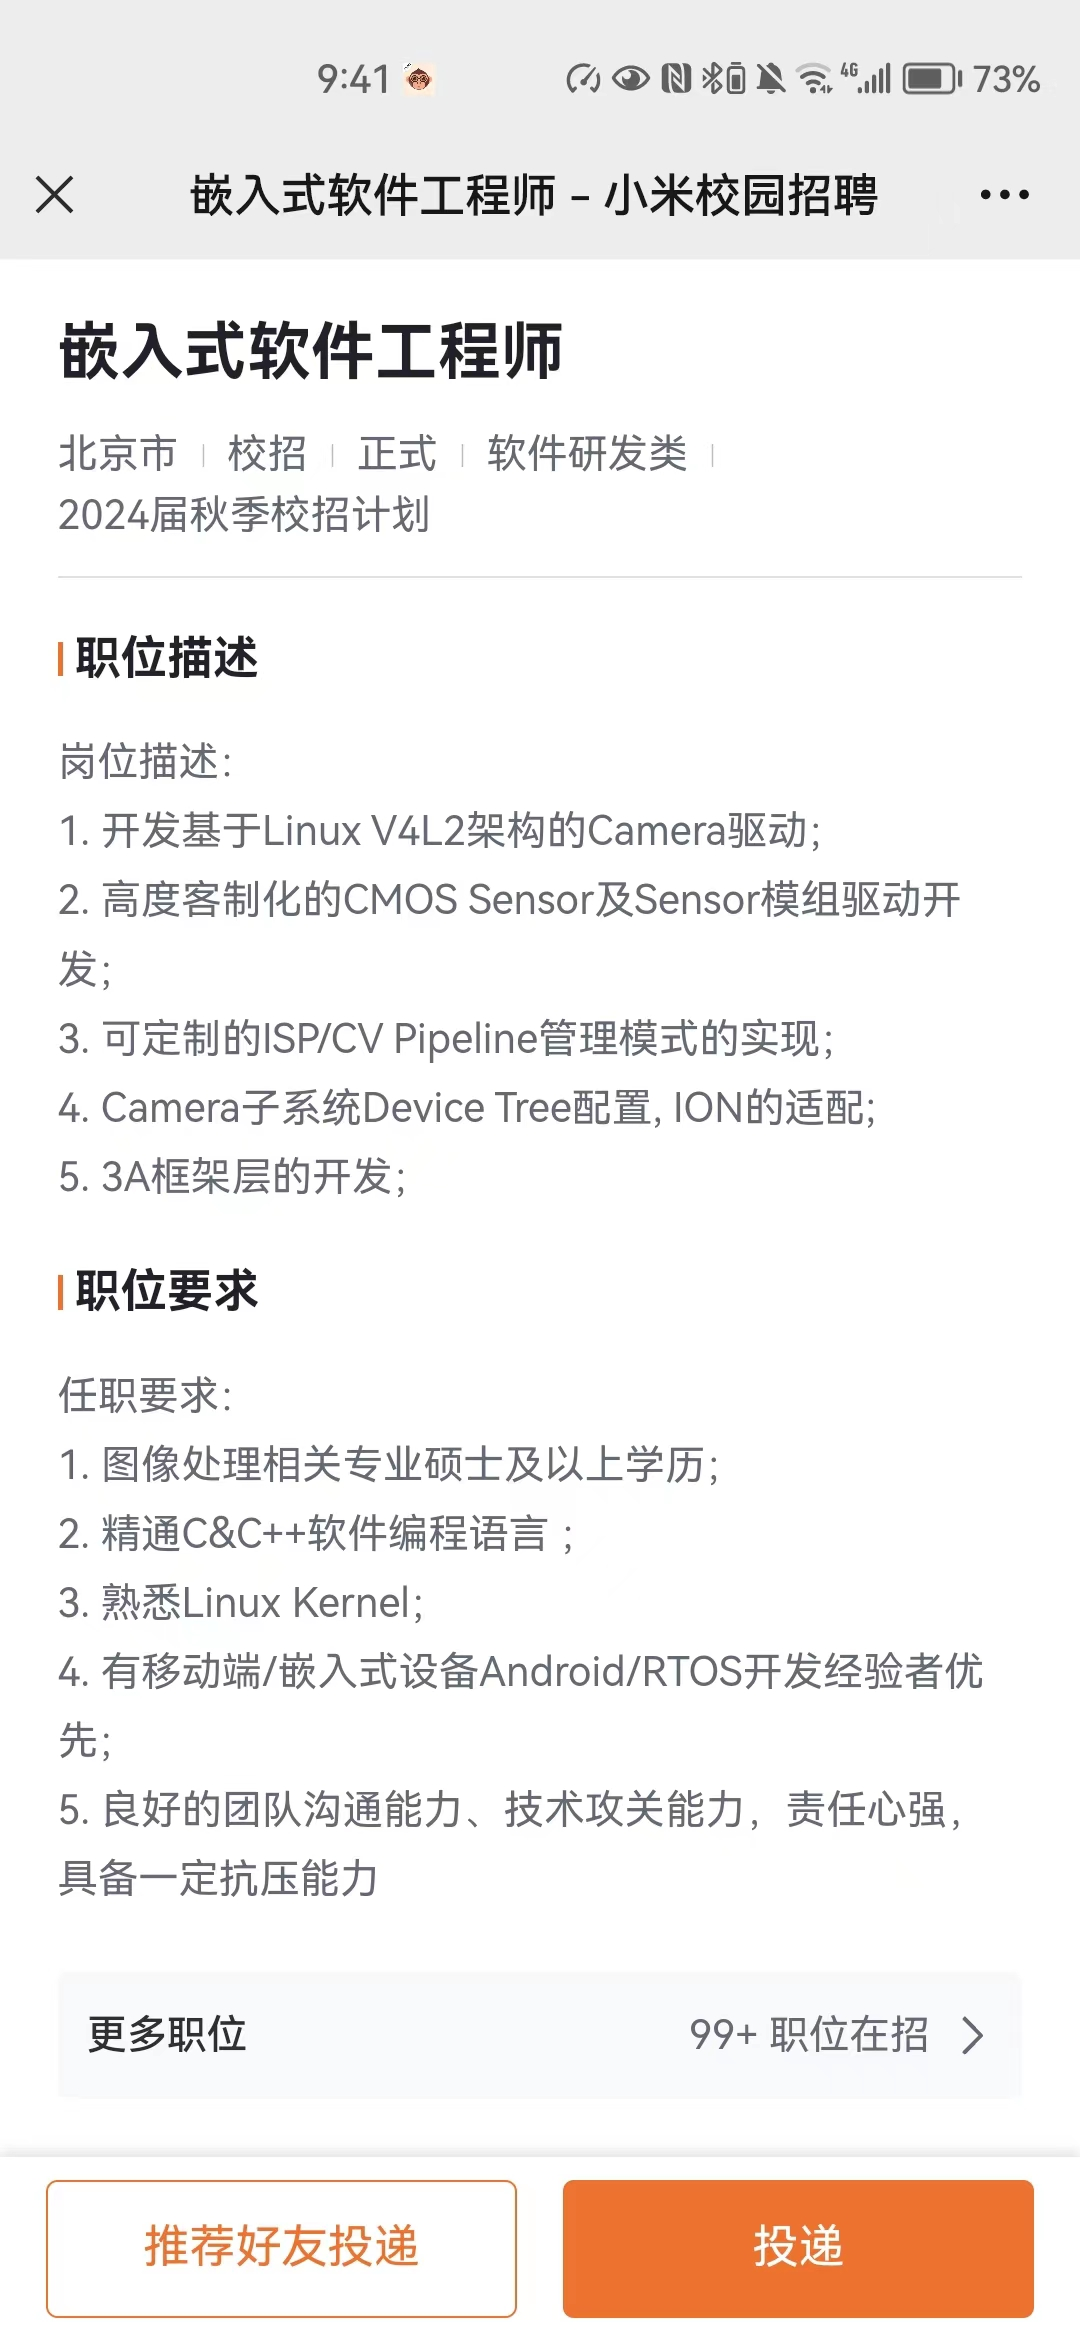 9:41
4G
73%
嵌入式软件工程师 - 小米校园招聘
嵌入式软件工程师
北京市 | 校招 | 正式 | 软件研发类 |
2024届秋季校招计划
职位描述
岗位描述:
1. 开发基于Linux V4L2架构的Camera驱动;
2. 高度客制化的CMOS Sensor及Sensor模组驱动开
发;
3. 可定制的ISP/CV Pipeline管理模式的实现;
4. Camera子系统Device Tree配置, ION的适配;
5. 3A框架层的开发;
职位要求
任职要求:
1. 图像处理相关专业硕士及以上学历;
2. 精通C&C++软件编程语言 ;
3. 熟悉Linux Kernel;
4. 有移动端/嵌入式设备Android/RTOS开发经验者优
先;
5. 良好的团队沟通能力、技术攻关能力，责任心强，
具备一定抗压能力
更多职位
99+ 职位在招
推荐好友投递
投递